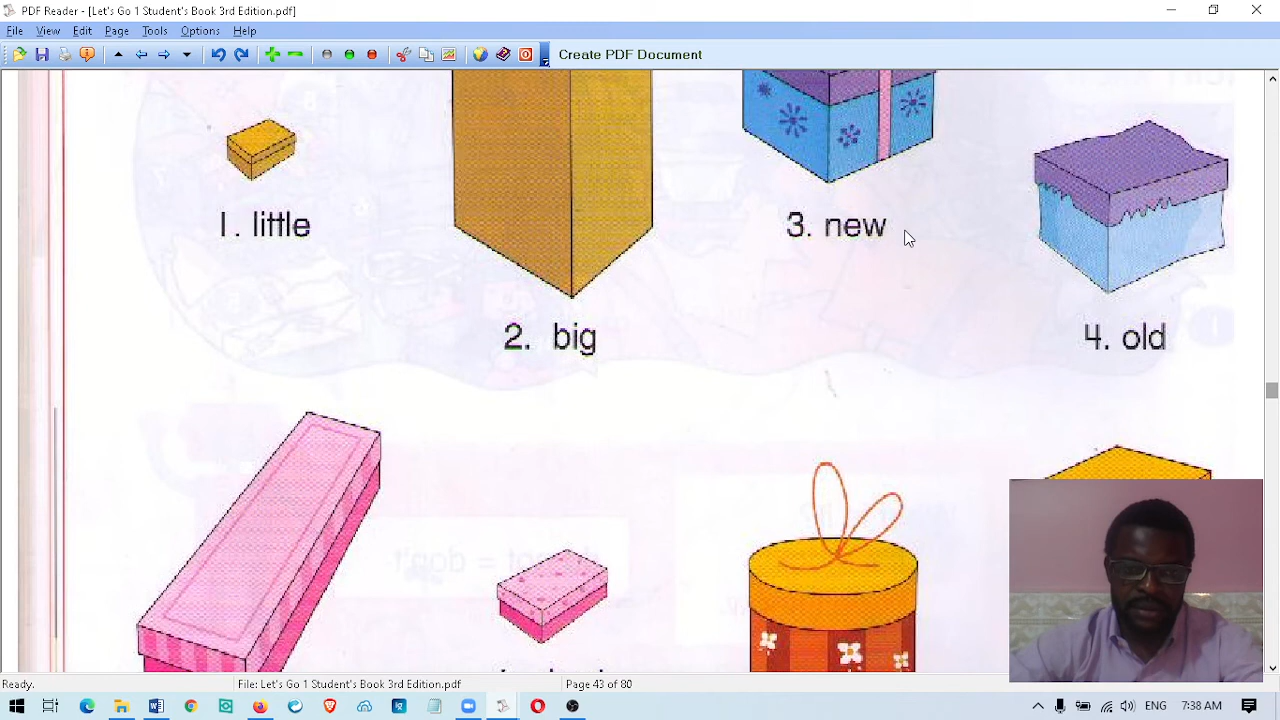 PDF Reader - [Let's Go 1 Student's Book 3rd Edition.pdf]
File View Edit Page Tools Options Help
Create PDF Document
1. little
2. big
3. new
4. old
Ready.
File: Let's Go 1 Student's Book 3rd Edition.pdf
Page 43 of 80
ENG
7:38 AM